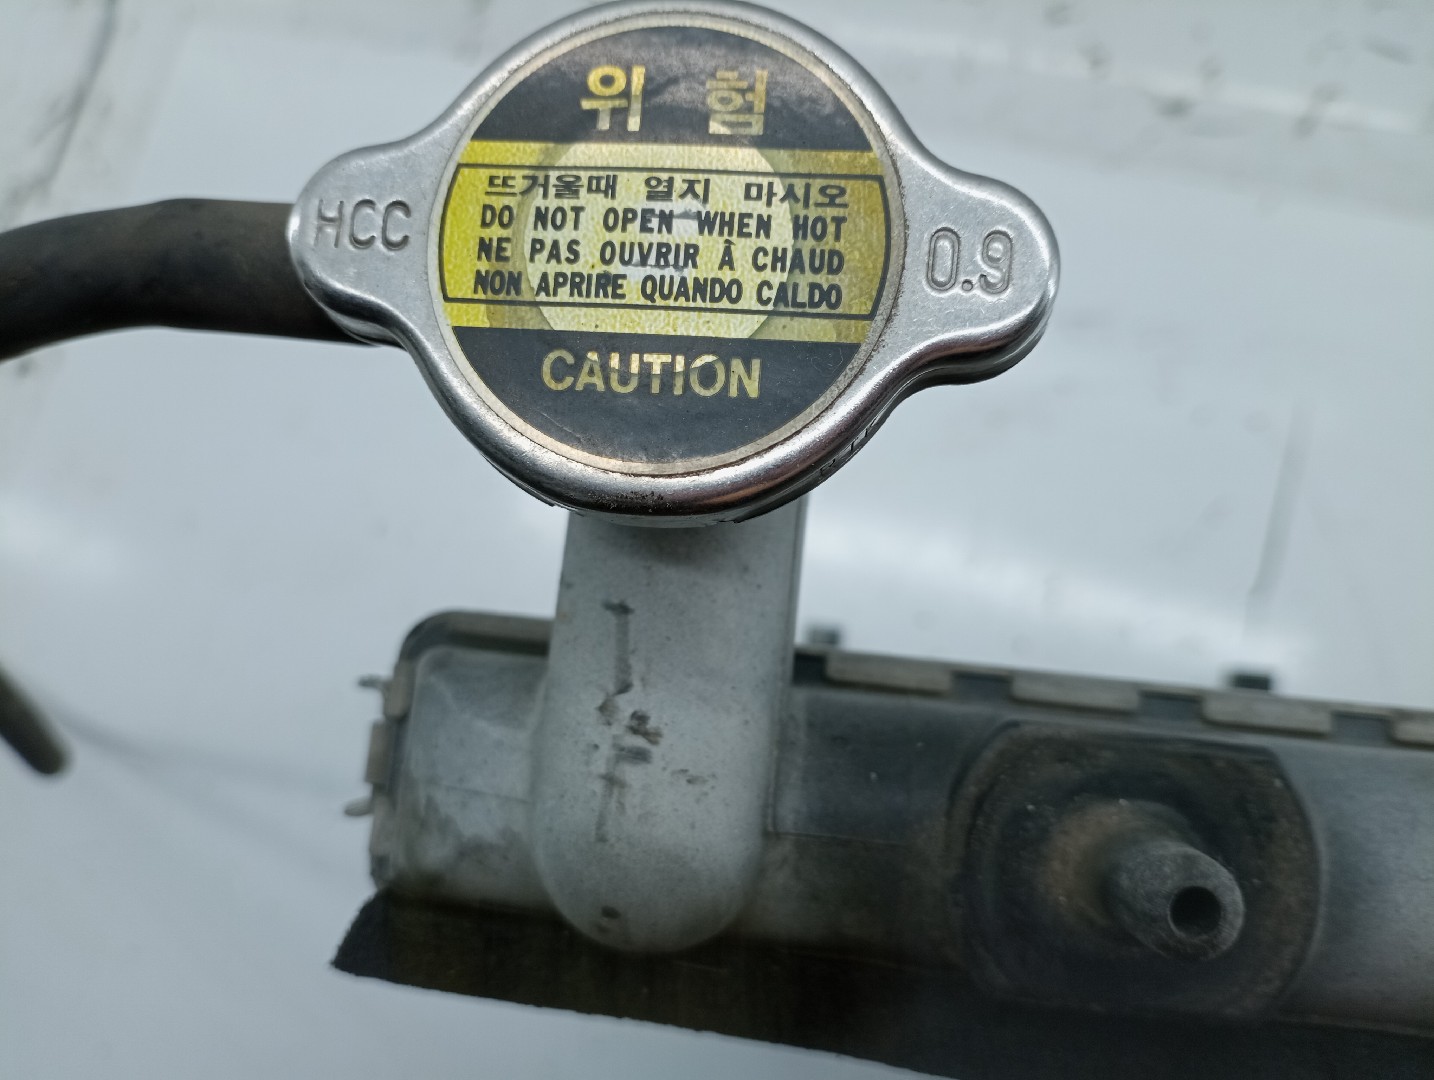 위 험
HCC
뜨거울때 열지 마시오
DO NOT OPEN WHEN HOT
NE PAS OUVRIR À CHAUD
NON APRIRE QUANDO CALDO
0.9
CAUTION